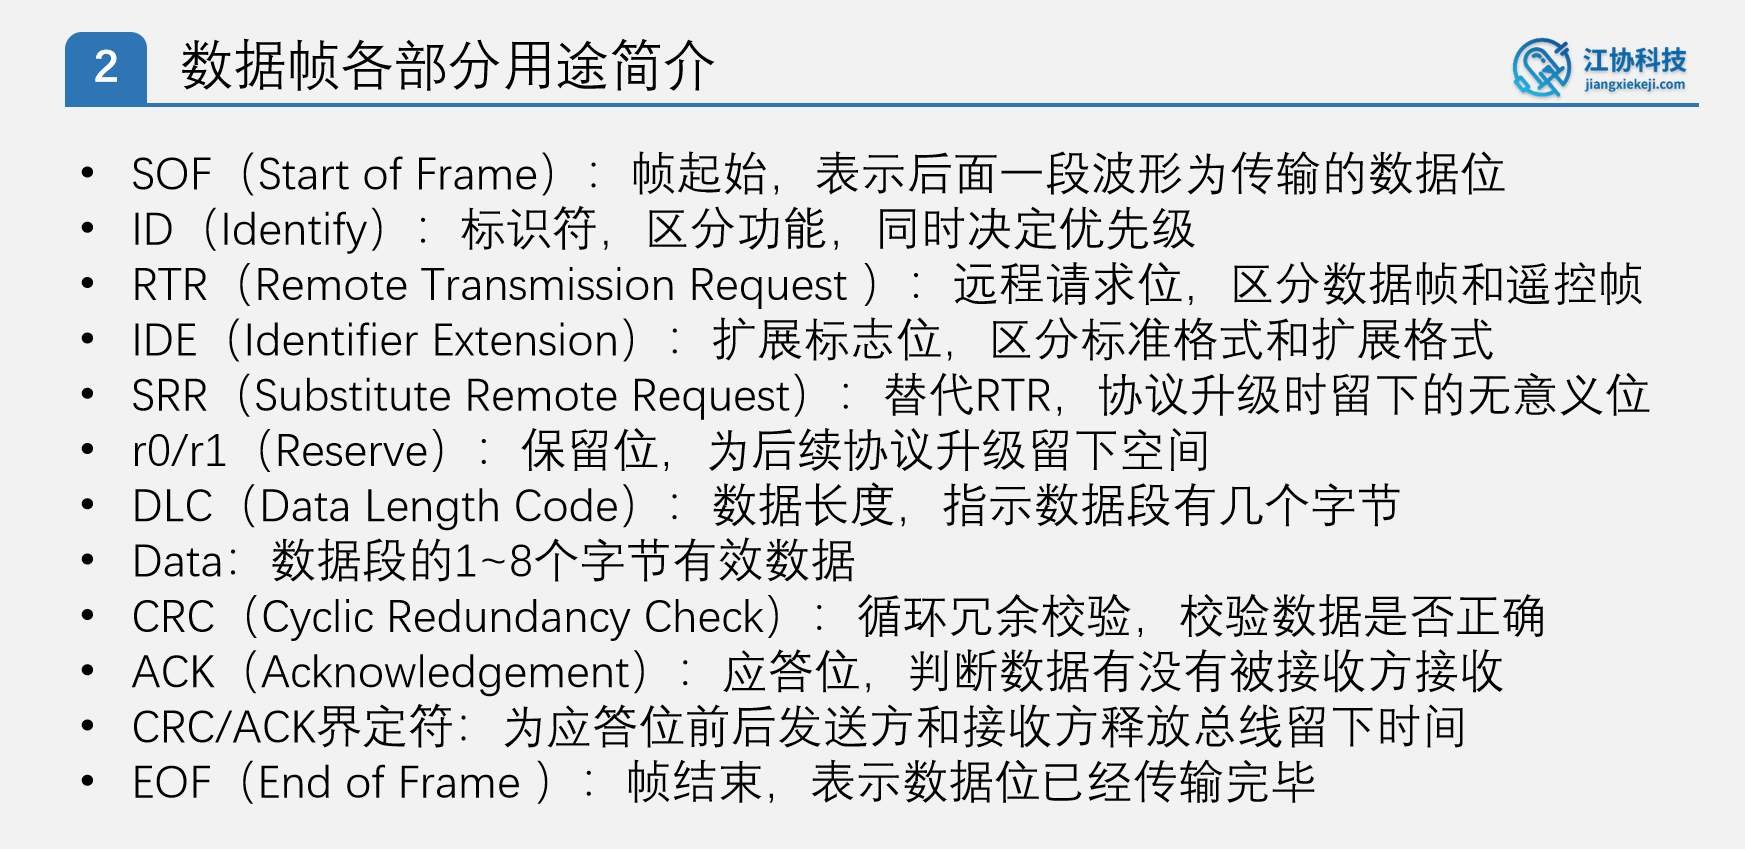 2 数据帧各部分用途简介
江协科技
jiangxiekeji.com
• SOF（Start of Frame）：帧起始，表示后面一段波形为传输的数据位
• ID（Identify）：标识符，区分功能，同时决定优先级
• RTR（Remote Transmission Request ）：远程请求位，区分数据帧和遥控帧
• IDE（Identifier Extension）：扩展标志位，区分标准格式和扩展格式
• SRR（Substitute Remote Request）：替代RTR，协议升级时留下的无意义位
• r0/r1（Reserve）：保留位，为后续协议升级留下空间
• DLC（Data Length Code）：数据长度，指示数据段有几个字节
• Data：数据段的1~8个字节有效数据
• CRC（Cyclic Redundancy Check）：循环冗余校验，校验数据是否正确
• ACK（Acknowledgement）：应答位，判断数据有没有被接收方接收
• CRC/ACK界定符：为应答位前后发送方和接收方释放总线留下时间
• EOF（End of Frame ）：帧结束，表示数据位已经传输完毕